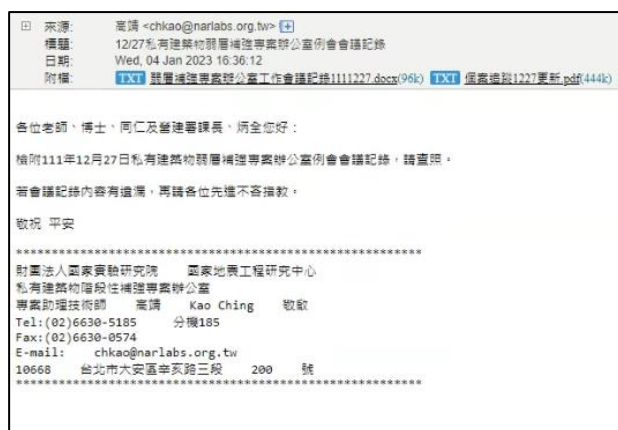 來源: 高靖 <chkao@narlabs.org.tw>
標題: 12/27私有建築物弱層補強專案辦公室例會會議記錄
日期: Wed, 04 Jan 2023 16:36:12
附檔: TXT 弱層補強專案辦公室工作會議記錄1111227.docx(96k) TXT 個案追蹤1227更新.pdf(444k)
各位老師、博士、同仁及營建署課長、炳全您好：
檢附111年12月27日私有建築物弱層補強專案辦公室例會會議記錄，請查照。
若會議記錄內容有遺漏，再請各位先進不吝指教。
敬祝 平安
********************************************************
財團法人國家實驗研究院 國家地震工程研究中心
私有建築物階段性補強專案辦公室
專案助理技術師 高靖 Kao Ching 敬啟
Tel:(02)6630-5185 分機185
Fax:(02)6630-0574
E-mail: chkao@narlabs.org.tw
10668 台北市大安區辛亥路三段 200 號
********************************************************